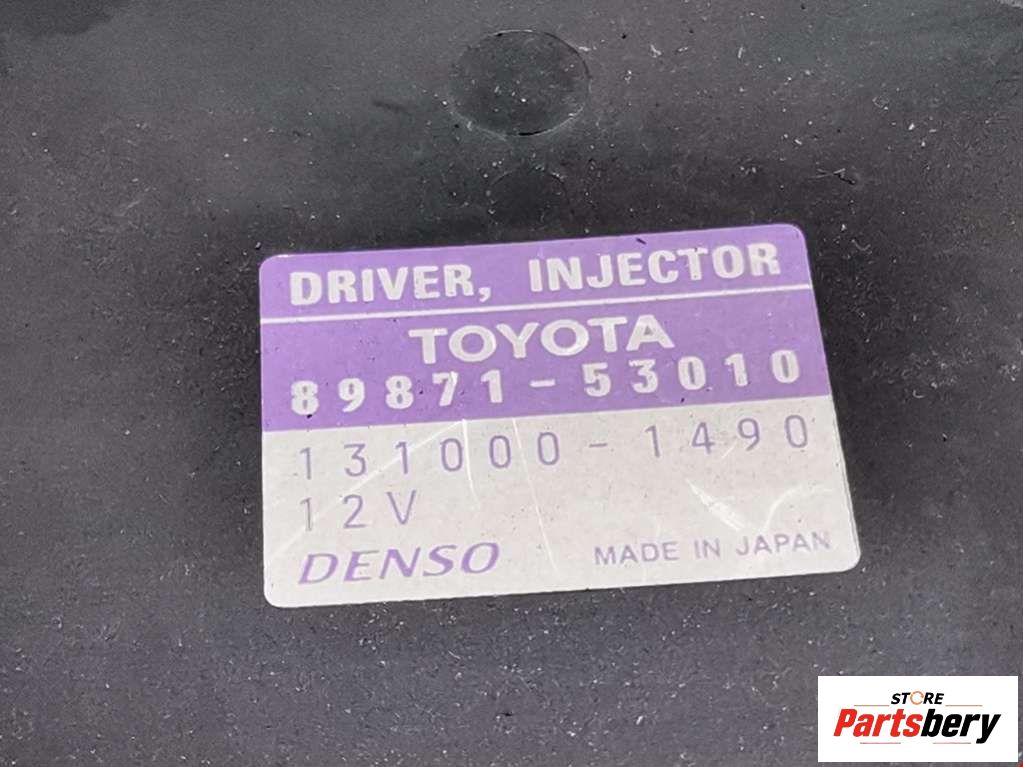 DRIVER, INJECTOR
TOYOTA
89871-53010
131000-1490
12V
DENSO
MADE IN JAPAN
STORE
Partsbery